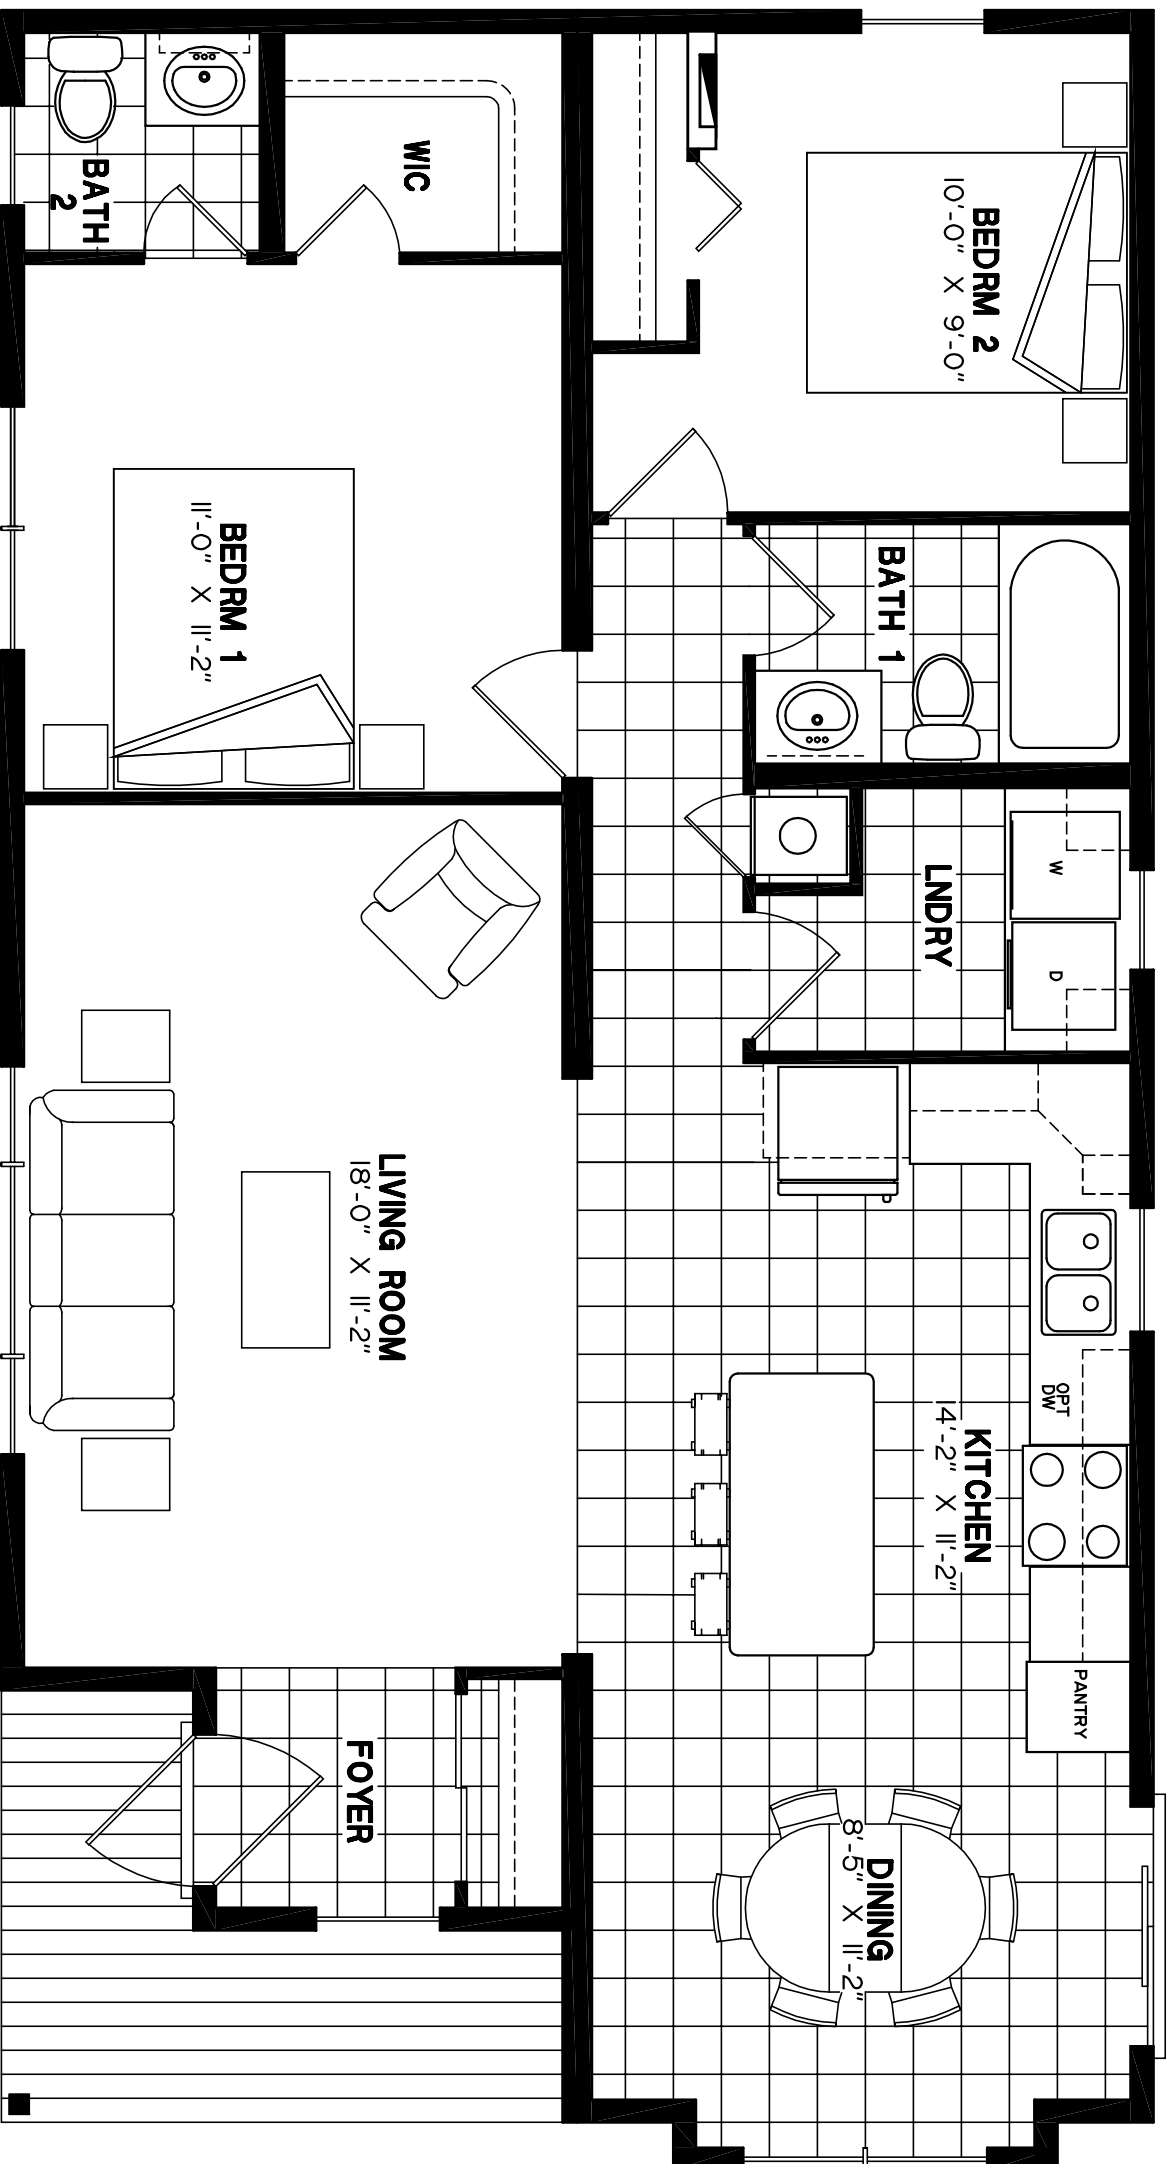 BATH
2
WIC
BEDRM 2
10'-0" X 9'-0"
BEDRM 1
11'-0" X 11'-2"
BATH 1
LNDRY
W
D
LIVING ROOM
18'-0" X 11'-2"
KITCHEN
14'-2" X 11'-2"
OPT
DW
PANTRY
FOYER
DINING
8'-5" X 11'-2"